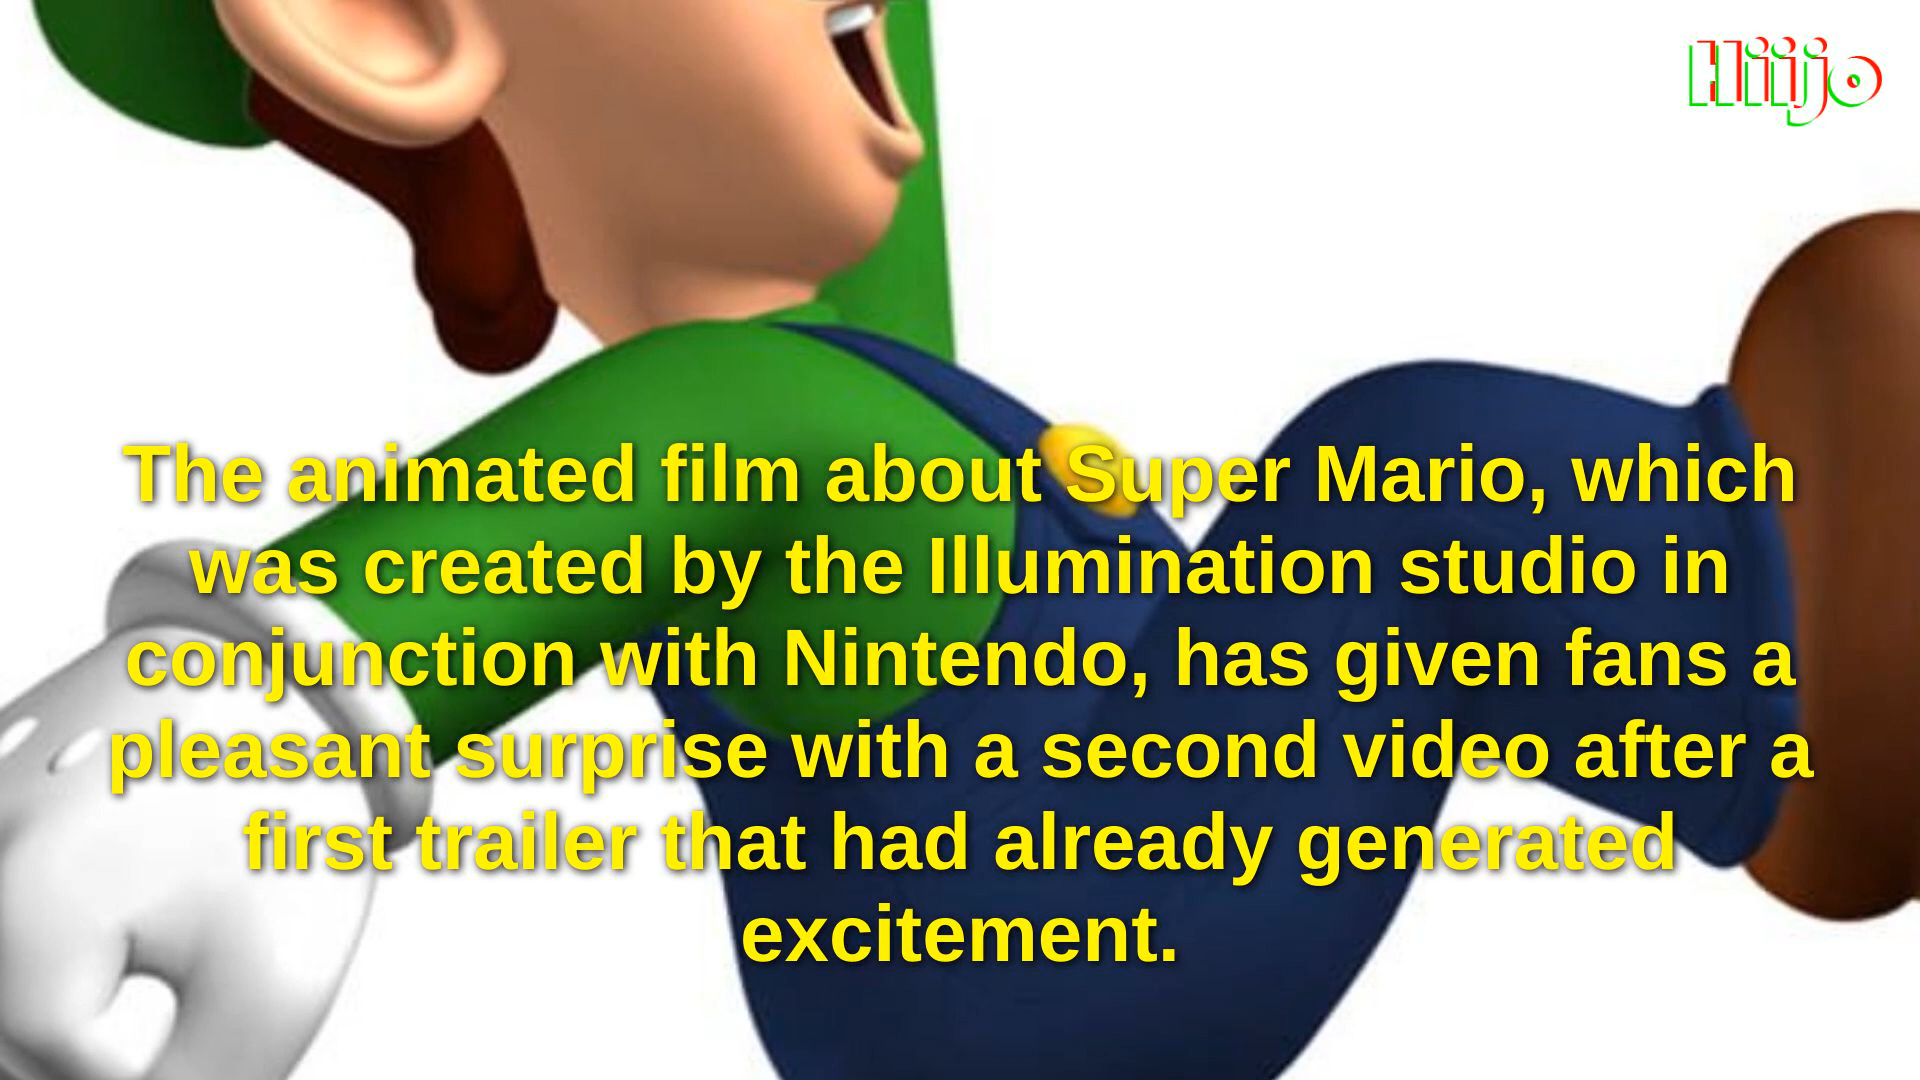 Hiijo
The animated film about Super Mario, which
was created by the Illumination studio in
conjunction with Nintendo, has given fans a
pleasant surprise with a second video after a
first trailer that had already generated
excitement.